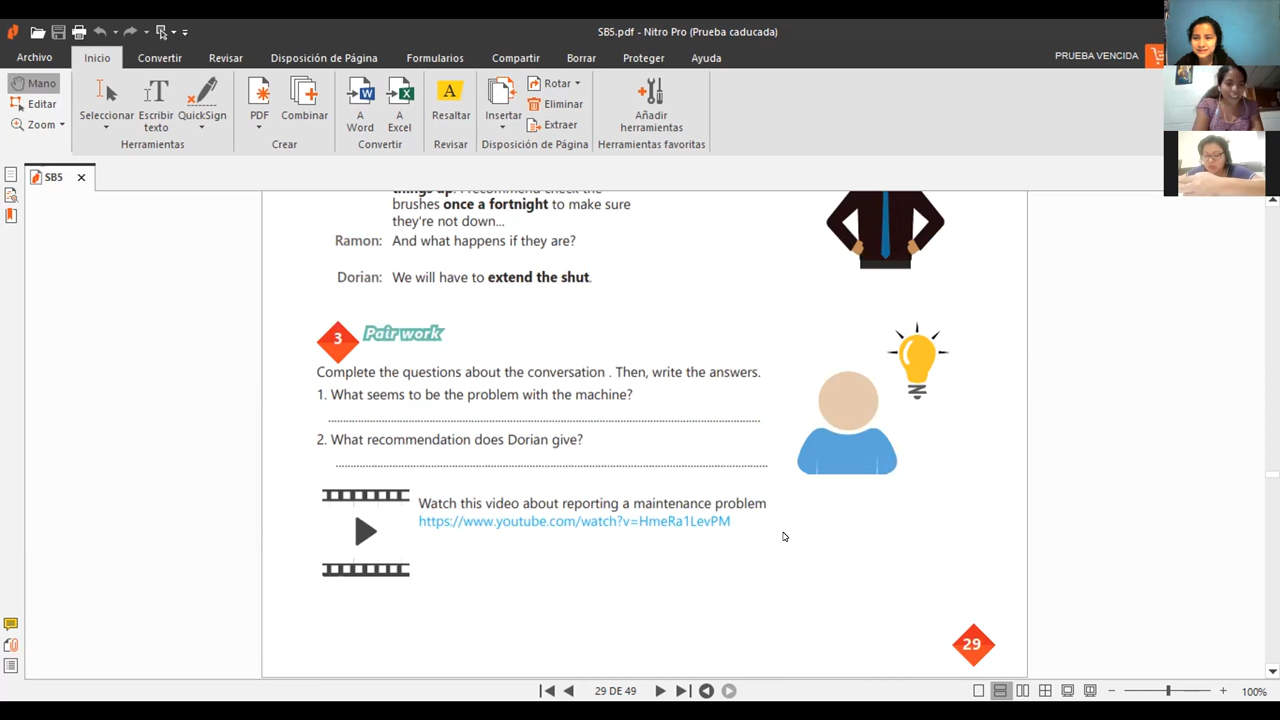 SB5.pdf - Nitro Pro (Prueba caducada)
Archivo
Inicio
Convertir
Revisar
Disposición de Página
Formularios
Compartir
Borrar
Proteger
Ayuda
PRUEBA VENCIDA
Mano
Editar
Zoom
Seleccionar
Escribir texto
QuickSign
Herramientas
PDF
Combinar
Crear
A Word
A Excel
Convertir
Resaltar
Revisar
Insertar
Rotar
Eliminar
Extraer
Disposición de Página
Añadir herramientas
Herramientas favoritas
SB5
things up. I recommend check the
brushes once a fortnight to make sure
they're not down...
Ramon: And what happens if they are?
Dorian: We will have to extend the shut.
3 Pair work
Complete the questions about the conversation . Then, write the answers.
1. What seems to be the problem with the machine?
2. What recommendation does Dorian give?
Watch this video about reporting a maintenance problem
https://www.youtube.com/watch?v=HmeRa1LevPM
29
29 DE 49
100%